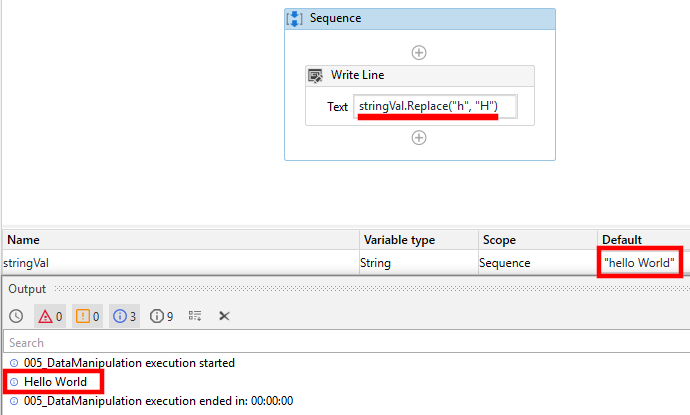 Sequence
Write Line
Text stringVal.Replace("h", "H")
Name Variable type Scope Default
stringVal String Sequence "hello World"
Output
0 0 3 9
Search
005_DataManipulation execution started
Hello World
005_DataManipulation execution ended in: 00:00:00